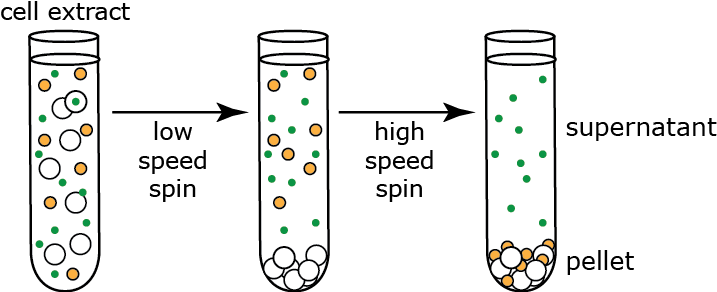 cell extract
low
speed
spin
high
speed
spin
supernatant
pellet